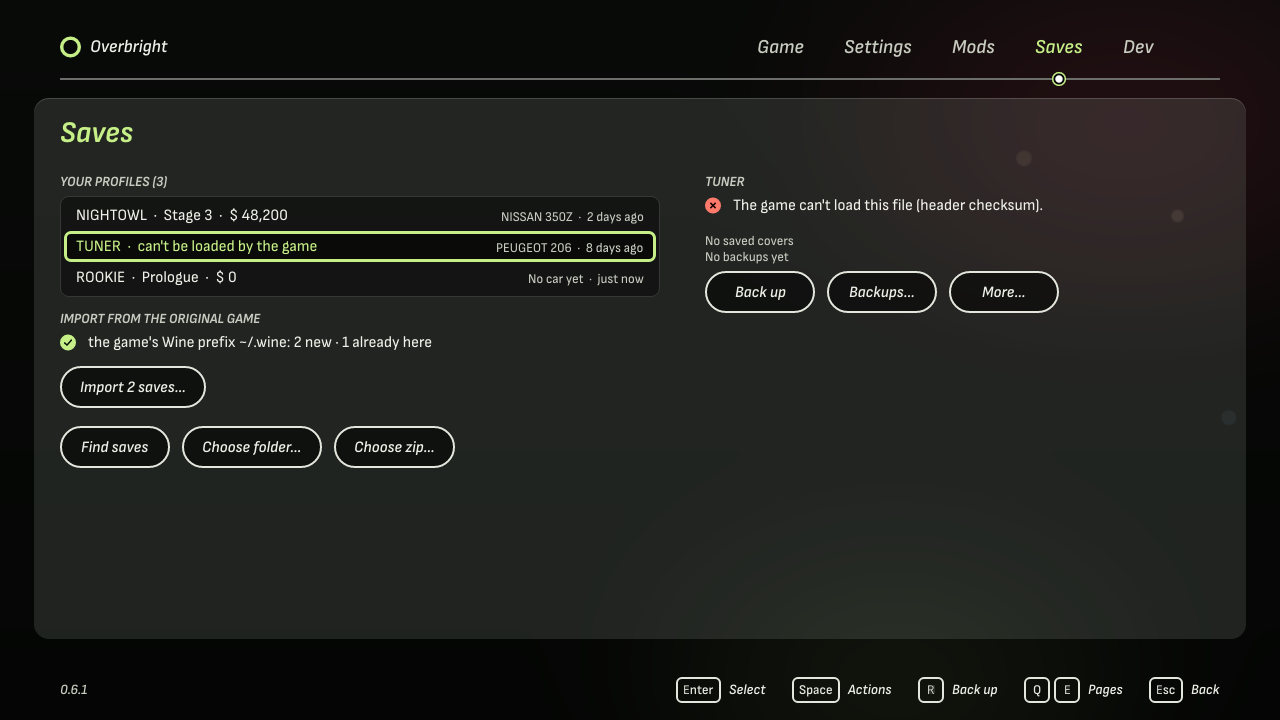 Overbright
Game Settings Mods Saves Dev
Saves
YOUR PROFILES (3)
NIGHTOWL · Stage 3 · $ 48,200 NISSAN 350Z · 2 days ago
TUNER · can't be loaded by the game PEUGEOT 206 · 8 days ago
ROOKIE · Prologue · $ 0 No car yet · just now
IMPORT FROM THE ORIGINAL GAME
the game's Wine prefix ~/.wine: 2 new · 1 already here
Import 2 saves...
Find saves Choose folder... Choose zip...
TUNER
The game can't load this file (header checksum).
No saved covers
No backups yet
Back up Backups... More...
0.6.1
Enter Select Space Actions R Back up Q E Pages Esc Back